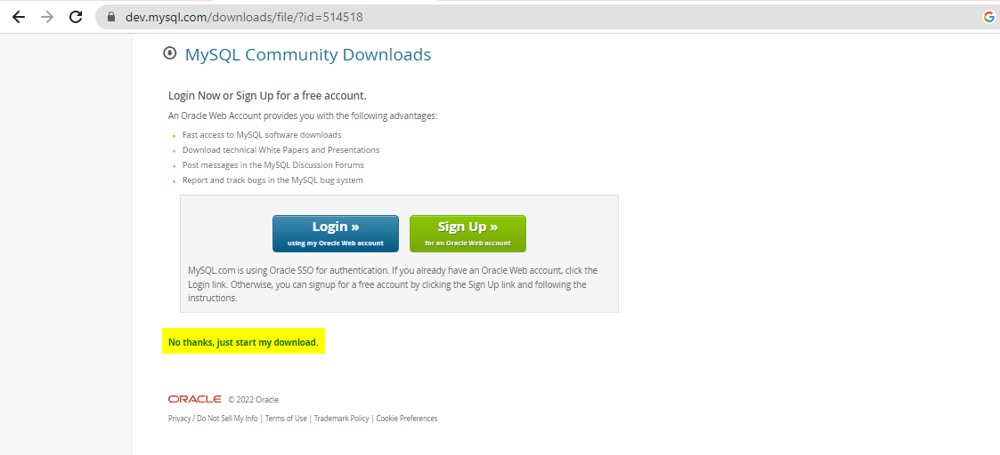 dev.mysql.com/downloads/file/?id=514518
MySQL Community Downloads
Login Now or Sign Up for a free account.
An Oracle Web Account provides you with the following advantages:
Fast access to MySQL software downloads
Download technical White Papers and Presentations
Post messages in the MySQL Discussion Forums
Report and track bugs in the MySQL bug system
Login » Sign Up »
using my Oracle Web account for an Oracle Web account
MySQL.com is using Oracle SSO for authentication. If you already have an Oracle Web account, click the
Login link. Otherwise, you can signup for a free account by clicking the Sign Up link and following the
instructions.
No thanks, just start my download.
ORACLE © 2022 Oracle
Privacy / Do Not Sell My Info | Terms of Use | Trademark Policy | Cookie Preferences